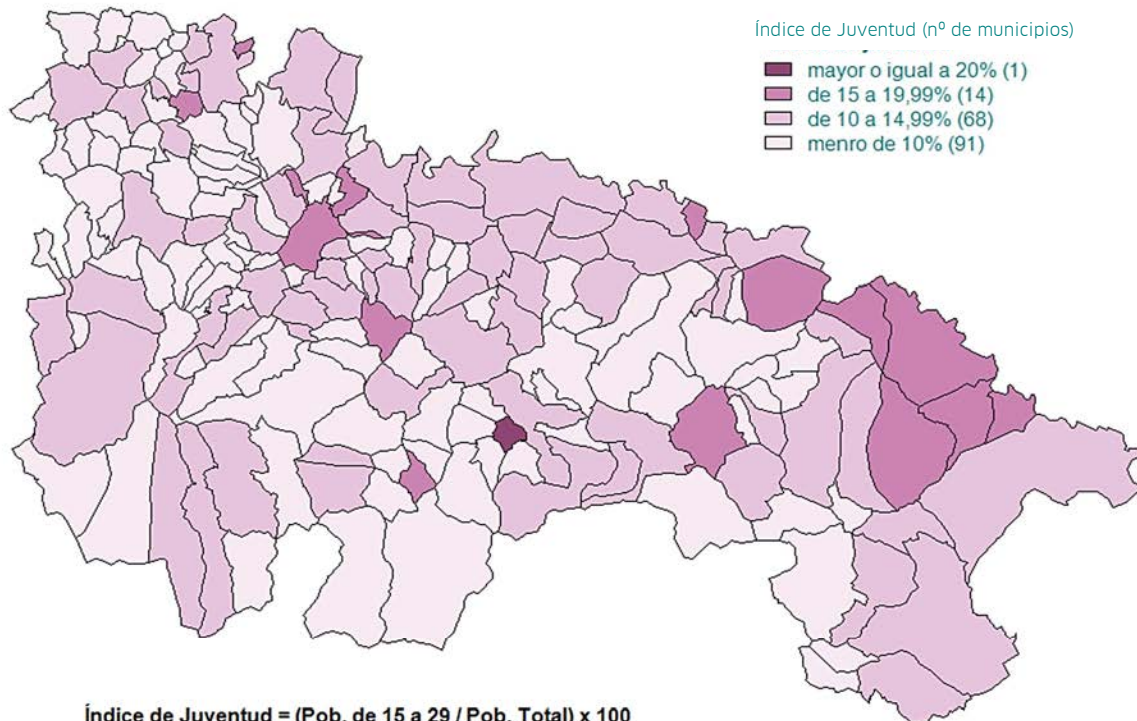 Índice de Juventud (nº de municipios)
mayor o igual a 20% (1)
de 15 a 19,99% (14)
de 10 a 14,99% (68)
menro de 10% (91)
Índice de Juventud = (Pob. de 15 a 29 / Pob. Total) x 100